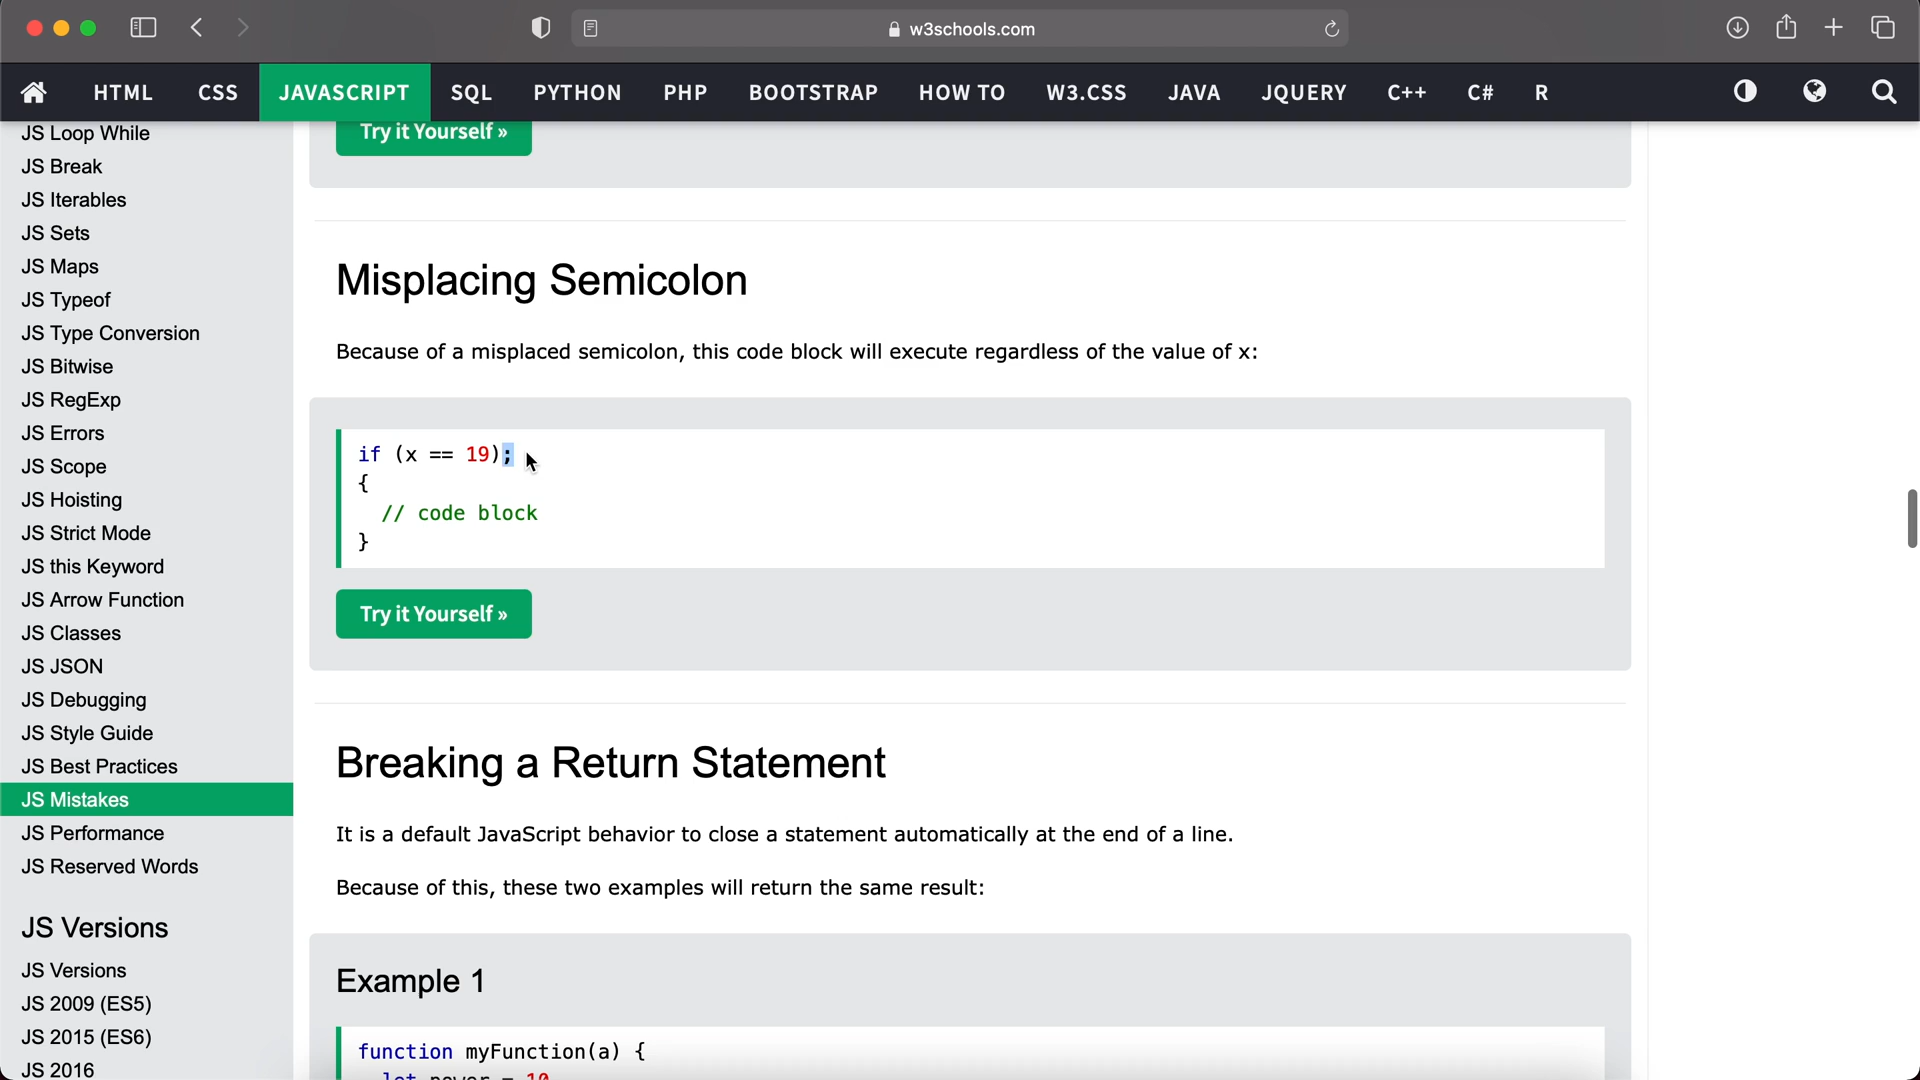 w3schools.com
HTML CSS JAVASCRIPT SQL PYTHON PHP BOOTSTRAP HOW TO W3.CSS JAVA JQUERY C++ C# R
JS Loop While
JS Break
JS Iterables
JS Sets
JS Maps
JS Typeof
JS Type Conversion
JS Bitwise
JS RegExp
JS Errors
JS Scope
JS Hoisting
JS Strict Mode
JS this Keyword
JS Arrow Function
JS Classes
JS JSON
JS Debugging
JS Style Guide
JS Best Practices
JS Mistakes
JS Performance
JS Reserved Words
JS Versions
JS Versions
JS 2009 (ES5)
JS 2015 (ES6)
JS 2016
Try it Yourself »
Misplacing Semicolon
Because of a misplaced semicolon, this code block will execute regardless of the value of x:
if (x == 19);
{
  // code block
}
Try it Yourself »
Breaking a Return Statement
It is a default JavaScript behavior to close a statement automatically at the end of a line.
Because of this, these two examples will return the same result:
Example 1
function myFunction(a) {
  let power = 10